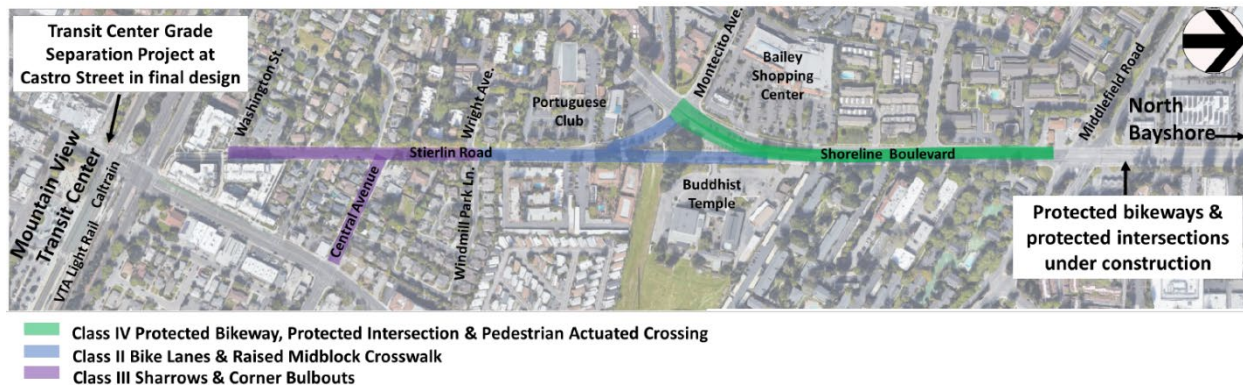 Transit Center Grade
Separation Project at
Castro Street in final design
Mountain View
Transit Center
VTA Light Rail
Caltrain
Washington St.
Central Avenue
Stierlin Road
Wright Ave.
Windmill Park Ln.
Portuguese
Club
Montecito Ave.
Bailey
Shopping
Center
Buddhist
Temple
Shoreline Boulevard
Middlefield Road
North
Bayshore
Protected bikeways &
protected intersections
under construction
Class IV Protected Bikeway, Protected Intersection & Pedestrian Actuated Crossing
Class II Bike Lanes & Raised Midblock Crosswalk
Class III Sharrows & Corner Bulbouts